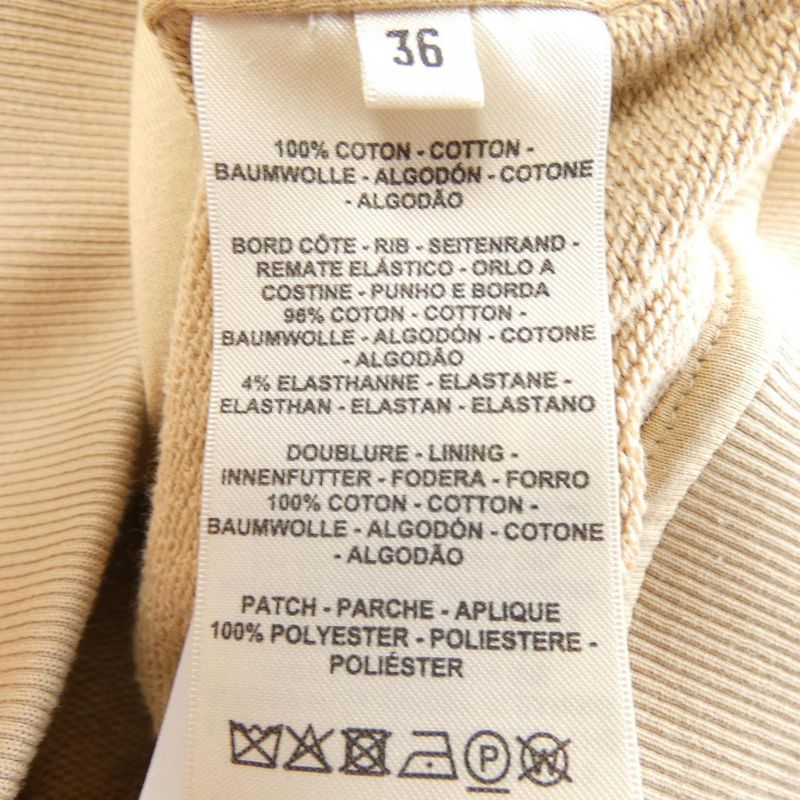 36
100% COTON - COTTON -
BAUMWOLLE - ALGODÓN - COTONE
- ALGODÃO
BORD CÔTE - RIB - SEITENRAND -
REMATE ELÁSTICO - ORLO A
COSTINE - PUNHO E BORDA
96% COTON - COTTON -
BAUMWOLLE - ALGODÓN - COTONE
- ALGODÃO
4% ELASTHANNE - ELASTANE -
ELASTHAN - ELASTAN - ELASTANO
DOUBLURE - LINING -
INNENFUTTER - FODERA - FORRO
100% COTON - COTTON -
BAUMWOLLE - ALGODÓN - COTONE
- ALGODÃO
PATCH - PARCHE - APLIQUE
100% POLYESTER - POLIESTERE -
POLIÉSTER
P W